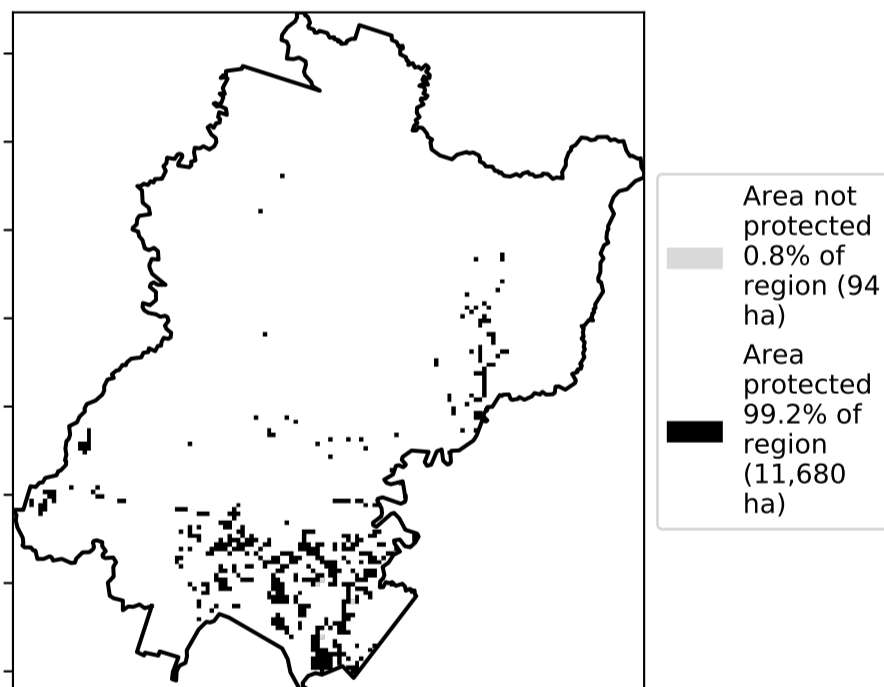 Area not
protected
0.8% of
region (94
ha)
Area
protected
99.2% of
region
(11,680
ha)